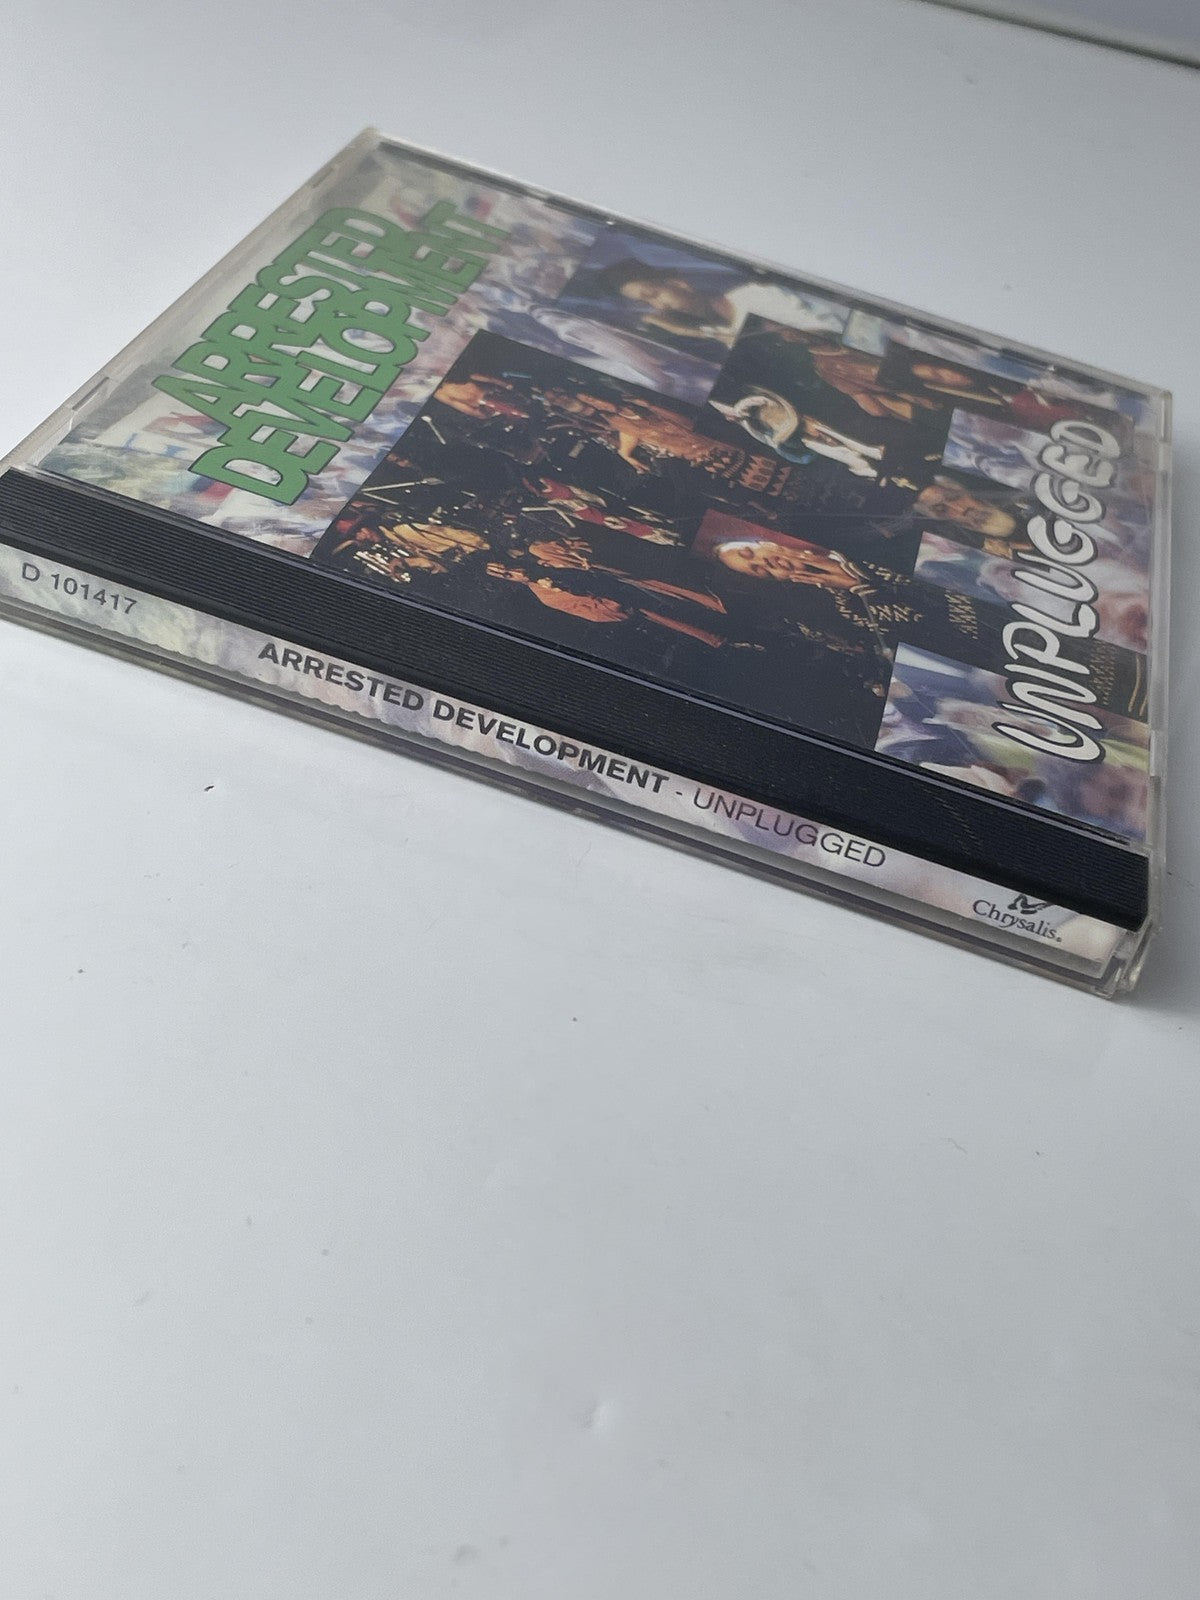 ARRESTED
DEVELOPMENT
UNPLUGGED
D 101417
ARRESTED DEVELOPMENT - UNPLUGGED
Chrysalis.